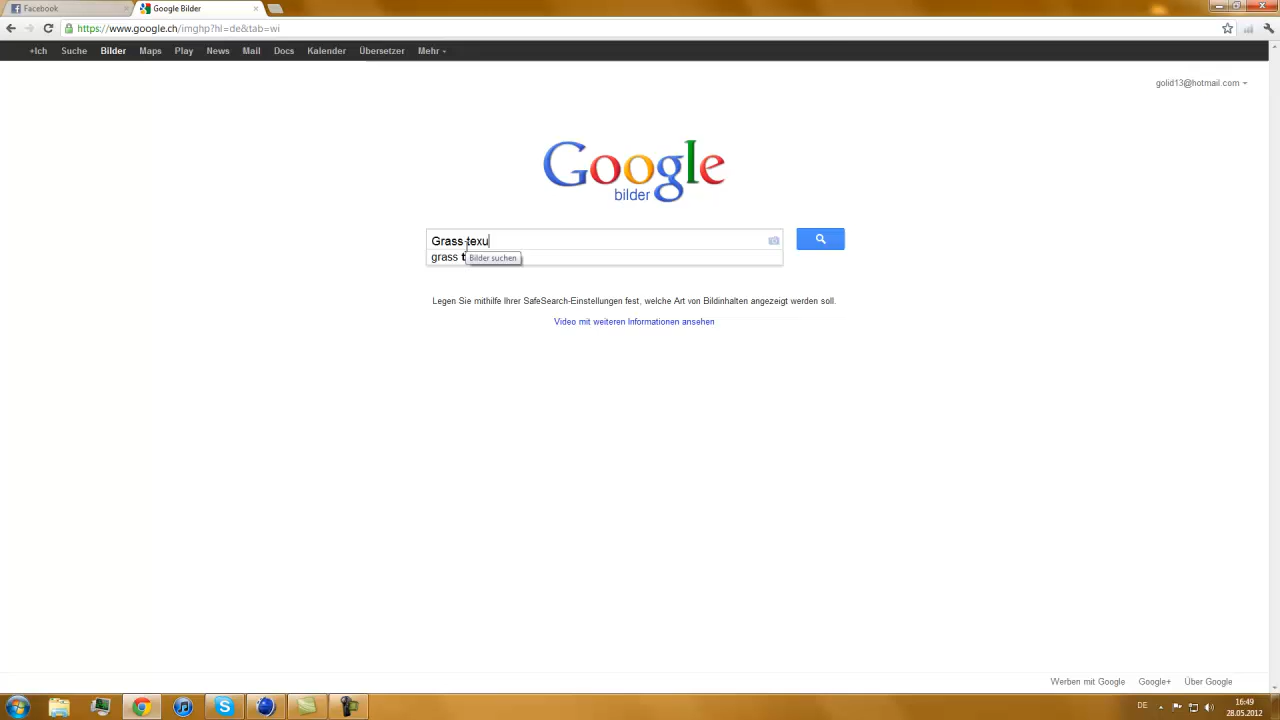 Facebook
Google Bilder
https://www.google.ch/imghp?hl=de&tab=wi
+Ich Suche Bilder Maps Play News Mail Docs Kalender Übersetzer Mehr
golid13@hotmail.com
Google
bilder
Grass texu
grass t
Bilder suchen
Legen Sie mithilfe Ihrer SafeSearch-Einstellungen fest, welche Art von Bildinhalten angezeigt werden soll.
Video mit weiteren Informationen ansehen
Werben mit Google Google+ Über Google
DE
16:49
28.05.2012